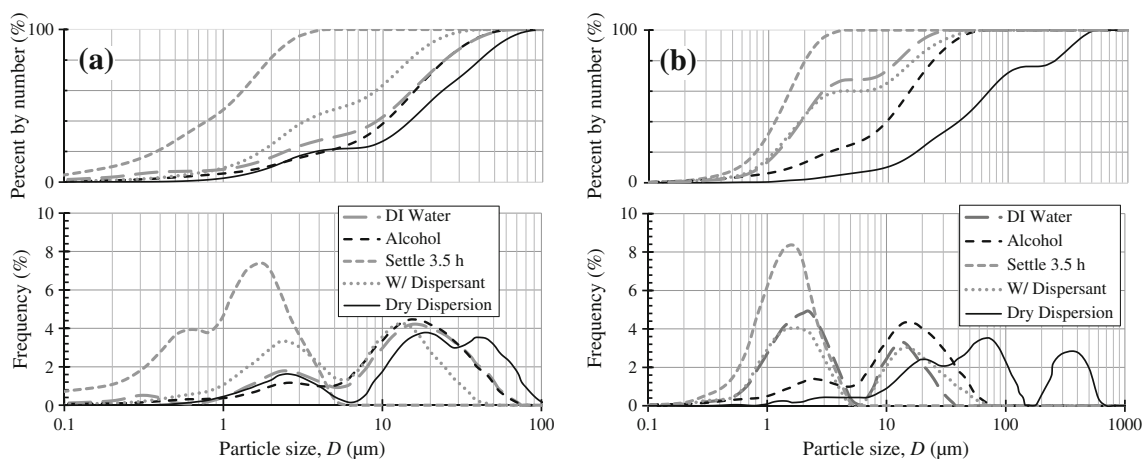 100
(a)
Percent by number (%)
0
10
8
6
4
2
0
Frequency (%)
DI Water
Alcohol
Settle 3.5 h
W/ Dispersant
Dry Dispersion
0.1 1 10 100
Particle size, D (μm)
100
(b)
Percent by number (%)
0
10
8
6
4
2
0
Frequency (%)
DI Water
Alcohol
Settle 3.5 h
W/ Dispersant
Dry Dispersion
0.1 1 10 100 1000
Particle size, D (μm)